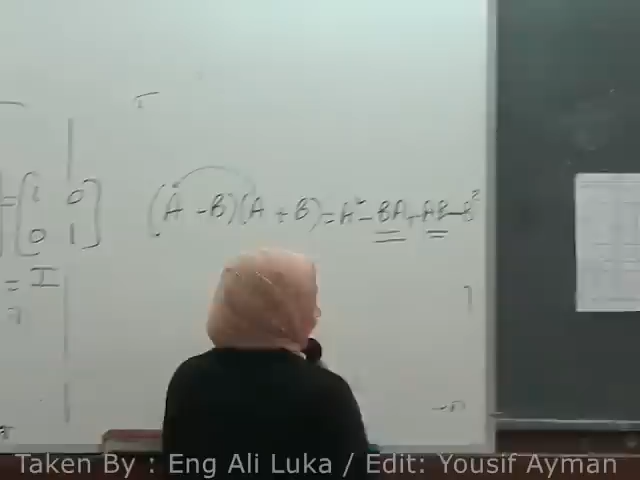 = [1 0
0 1]
= I
(A - B)(A + B) = A² - BA + AB - B²
Taken By : Eng Ali Luka / Edit: Yousif Ayman